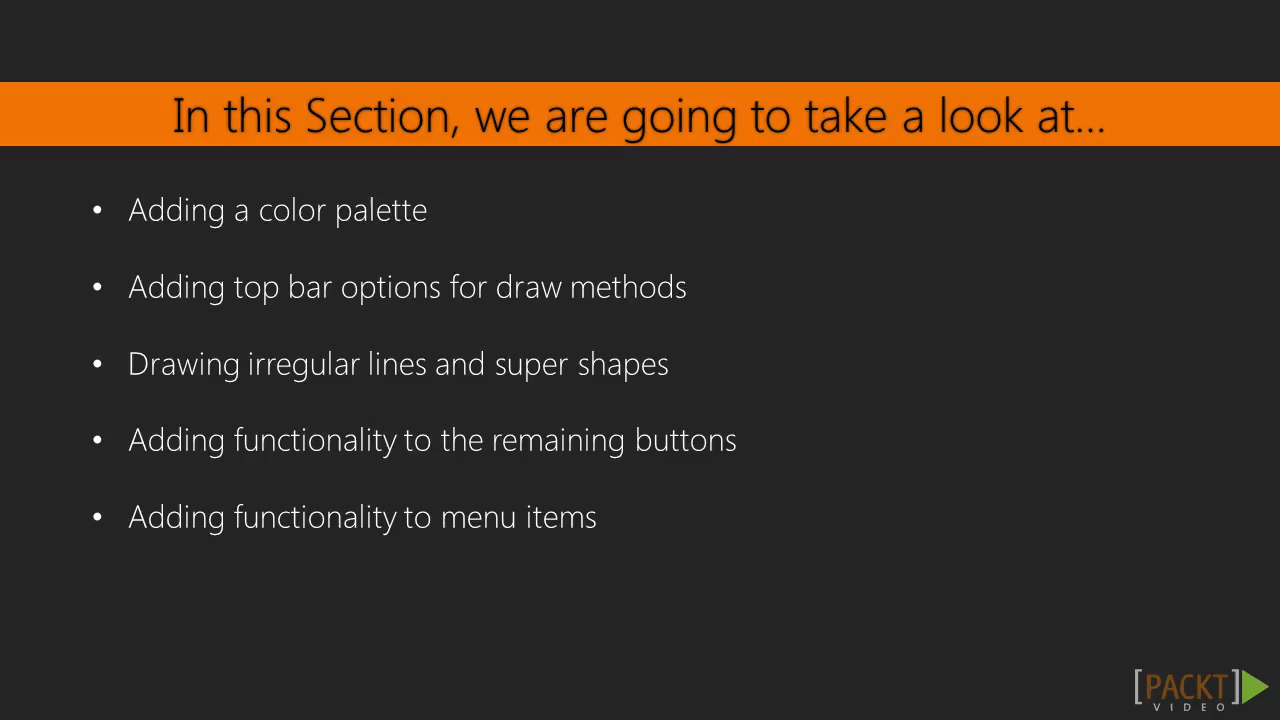 In this Section, we are going to take a look at...
• Adding a color palette
• Adding top bar options for draw methods
• Drawing irregular lines and super shapes
• Adding functionality to the remaining buttons
• Adding functionality to menu items
[PACKT]
VIDEO